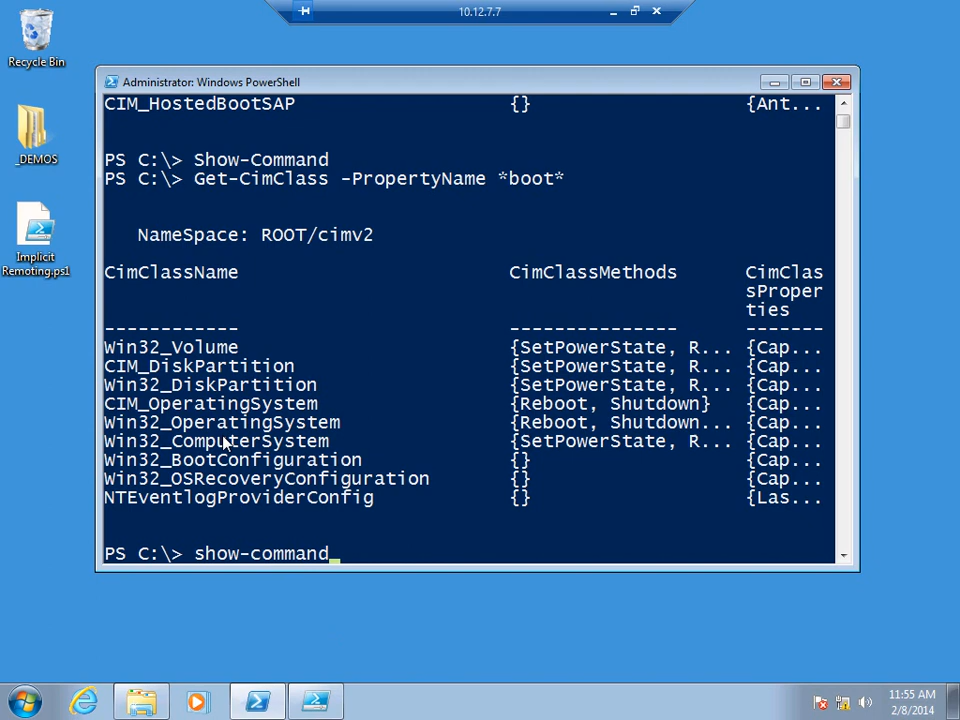 10.12.7.7
Recycle Bin
_DEMOS
Implicit
Remoting.ps1
Administrator: Windows PowerShell
CIM_HostedBootSAP {} {Ant...
PS C:\> Show-Command
PS C:\> Get-CimClass -PropertyName *boot*
NameSpace: ROOT/cimv2
CimClassName CimClassMethods CimClas
sProper
ties
------------ --------------- -------
Win32_Volume {SetPowerState, R... {Cap...
CIM_DiskPartition {SetPowerState, R... {Cap...
Win32_DiskPartition {SetPowerState, R... {Cap...
CIM_OperatingSystem {Reboot, Shutdown} {Cap...
Win32_OperatingSystem {Reboot, Shutdown... {Cap...
Win32_ComputerSystem {SetPowerState, R... {Cap...
Win32_BootConfiguration {} {Cap...
Win32_OSRecoveryConfiguration {} {Cap...
NTEventlogProviderConfig {} {Las...
PS C:\> show-command
11:55 AM
2/8/2014